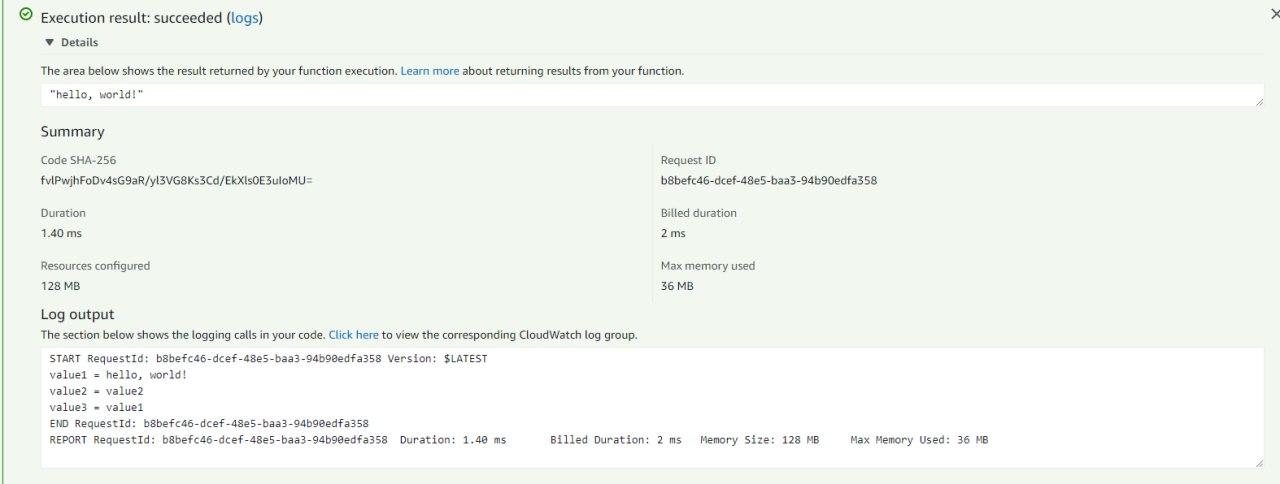 Execution result: succeeded (logs)
Details
The area below shows the result returned by your function execution. Learn more about returning results from your function.
"hello, world!"
Summary
Code SHA-256
fvlPwjhFoDv4sG9aR/yl3VG8Ks3Cd/EkXls0E3uIoMU=
Request ID
b8befc46-dcef-48e5-baa3-94b90edfa358
Duration
1.40 ms
Billed duration
2 ms
Resources configured
128 MB
Max memory used
36 MB
Log output
The section below shows the logging calls in your code. Click here to view the corresponding CloudWatch log group.
START RequestId: b8befc46-dcef-48e5-baa3-94b90edfa358 Version: $LATEST
value1 = hello, world!
value2 = value2
value3 = value1
END RequestId: b8befc46-dcef-48e5-baa3-94b90edfa358
REPORT RequestId: b8befc46-dcef-48e5-baa3-94b90edfa358 Duration: 1.40 ms Billed Duration: 2 ms Memory Size: 128 MB Max Memory Used: 36 MB